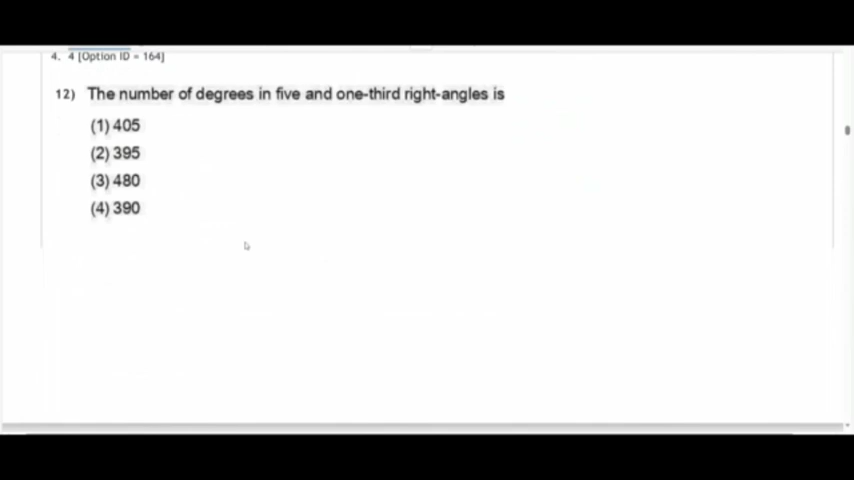 4. 4 [Option ID = 164]
12) The number of degrees in five and one-third right-angles is
(1) 405
(2) 395
(3) 480
(4) 390